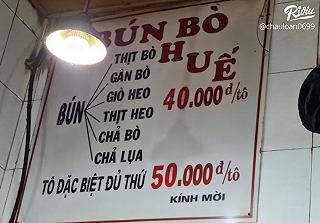 Riōu
@chauloan0699
BÚN BÒ
HUẾ
THỊT BÒ
GÂN BÒ
GIÒ HEO
BÚN THỊT HEO
CHẢ BÒ
CHẢ LỤA
40.000 đ/tô
TÔ ĐẶC BIỆT ĐỦ THỨ 50.000 đ/tô
KÍNH MỜI